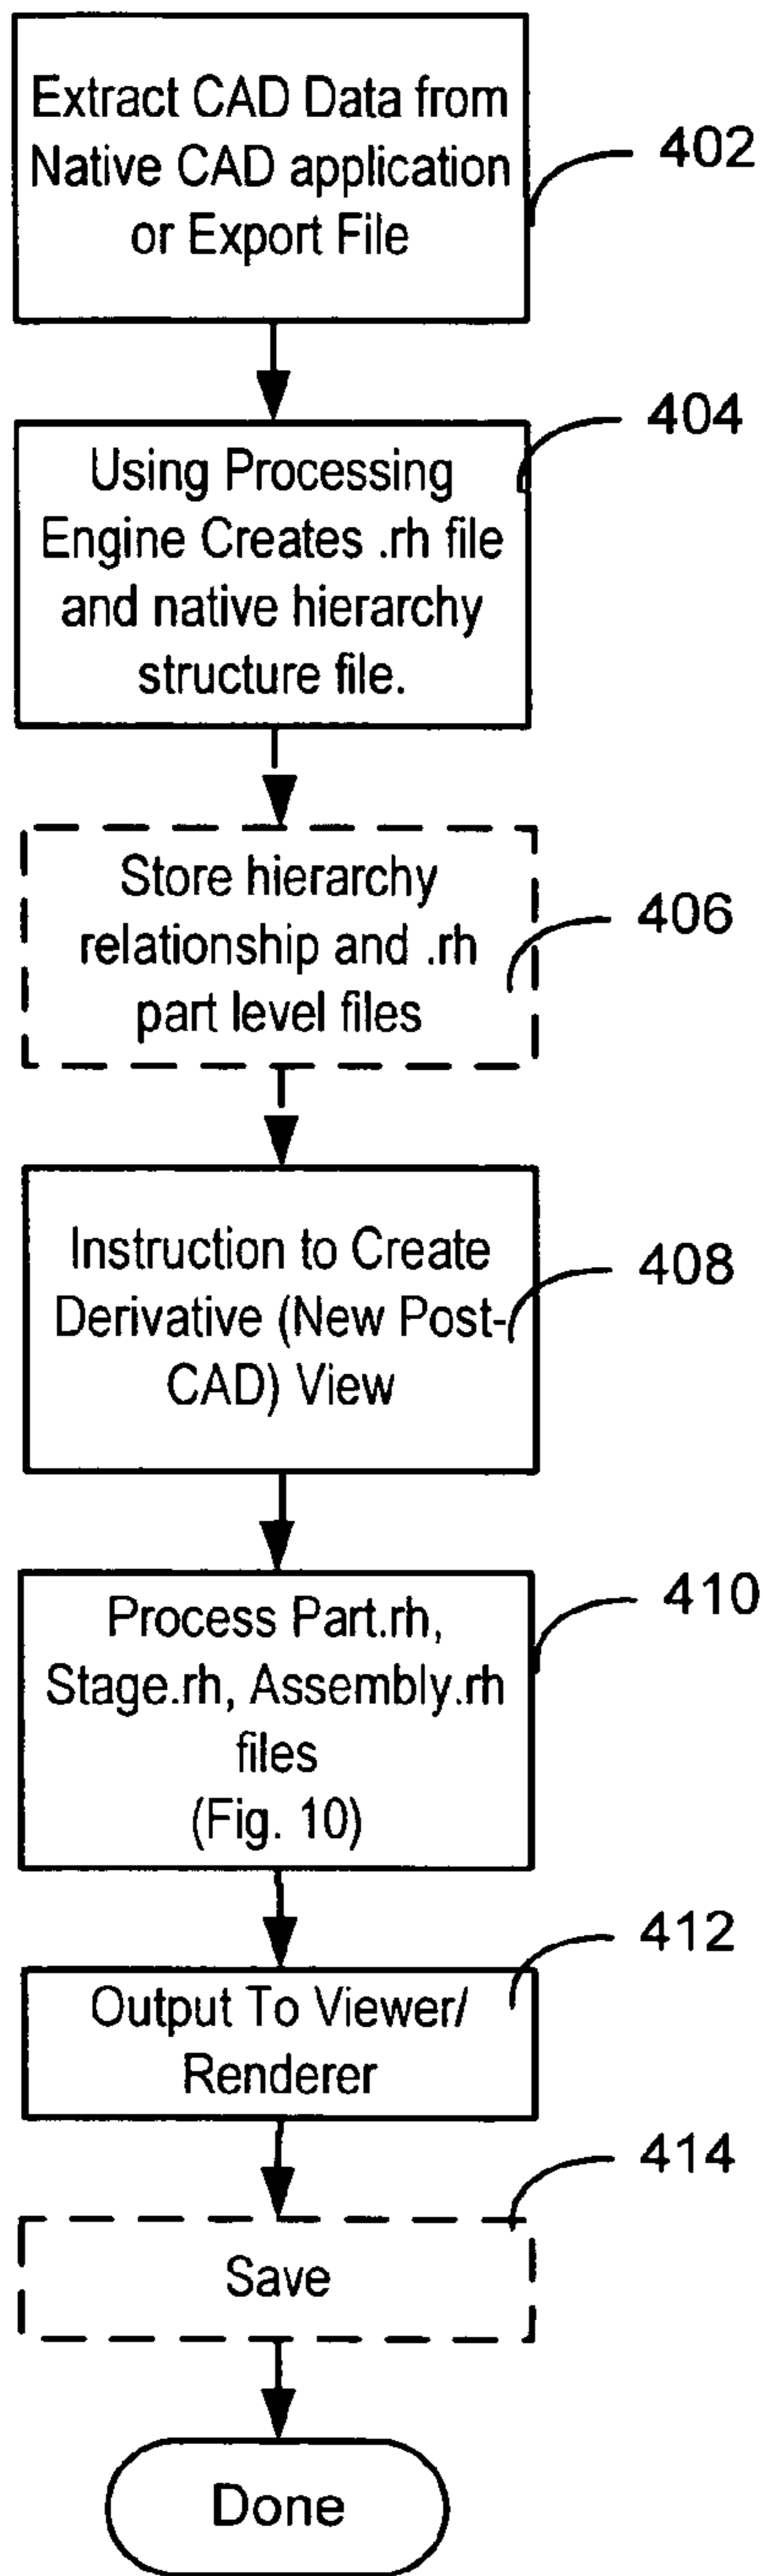 Extract CAD Data from
Native CAD application
or Export File
402
Using Processing
Engine Creates .rh file
and native hierarchy
structure file.
404
Store hierarchy
relationship and .rh
part level files
406
Instruction to Create
Derivative (New Post-
CAD) View
408
Process Part.rh,
Stage.rh, Assembly.rh
files
(Fig. 10)
410
Output To Viewer/
Renderer
412
Save
414
Done